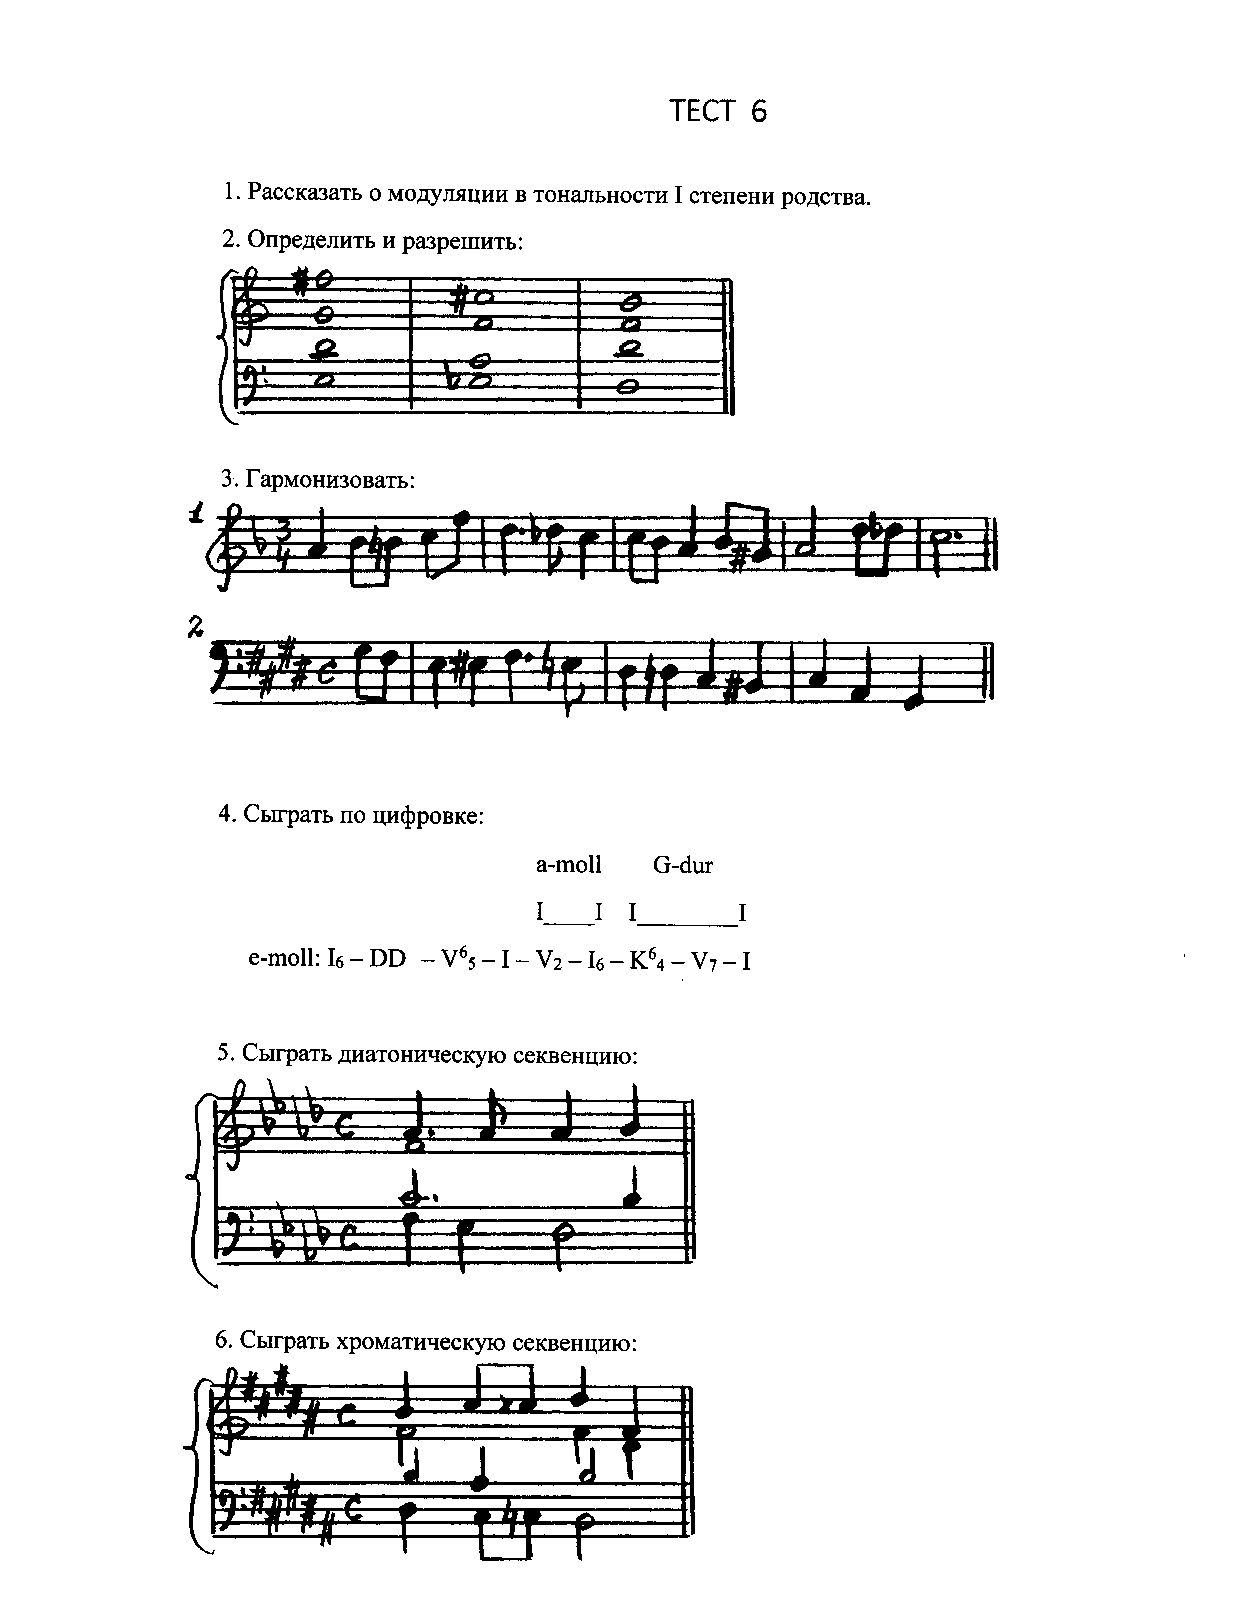 ТЕСТ 6
1. Рассказать о модуляции в тональности I степени родства.
2. Определить и разрешить:
3. Гармонизовать:
1
3
4
2
4. Сыграть по цифровке:
a-moll G-dur
I____I I________I
e-moll: I6 – DD – V⁶5 – I – V2 – I6 – K⁶4 – V7 – I
5. Сыграть диатоническую секвенцию:
6. Сыграть хроматическую секвенцию: